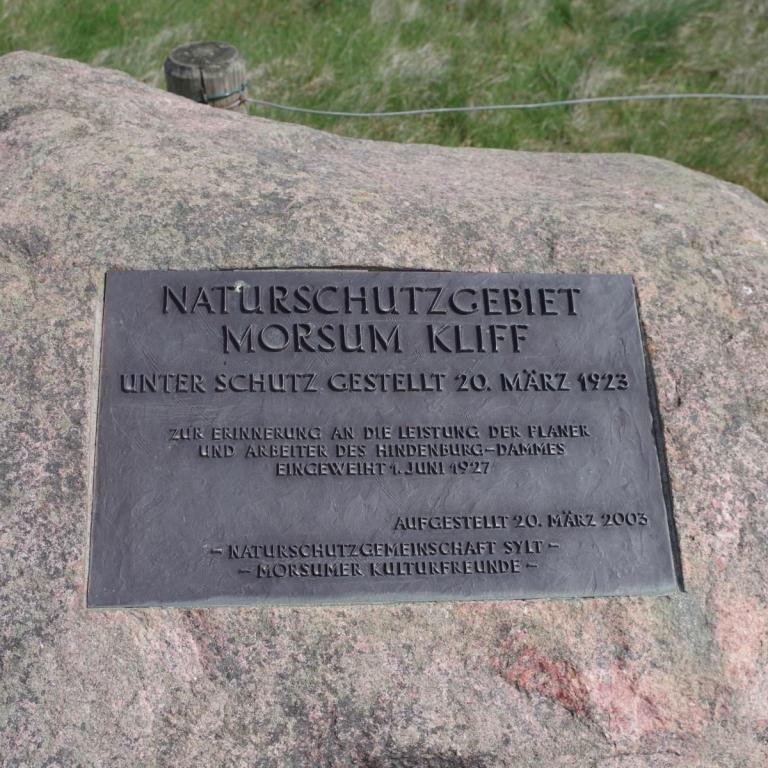 NATURSCHUTZGEBIET
MORSUM KLIFF
UNTER SCHUTZ GESTELLT 20. MÄRZ 1923
ZUR ERINNERUNG AN DIE LEISTUNG DER PLANER
UND ARBEITER DES HINDENBURG-DAMMES
EINGEWEIHT 1. JUNI 1927
AUFGESTELLT 20. MÄRZ 2003
- NATURSCHUTZGEMEINSCHAFT SYLT -
- MORSUMER KULTURFREUNDE -